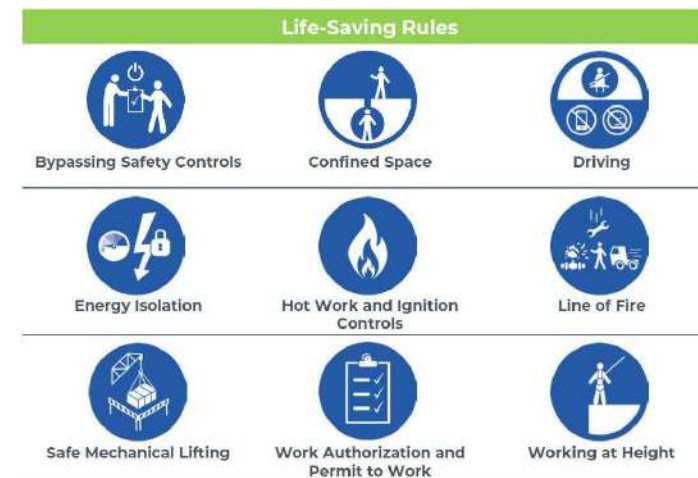 Life-Saving Rules
Bypassing Safety Controls
Confined Space
Driving
Energy Isolation
Hot Work and Ignition
Controls
Line of Fire
Safe Mechanical Lifting
Work Authorization and
Permit to Work
Working at Height